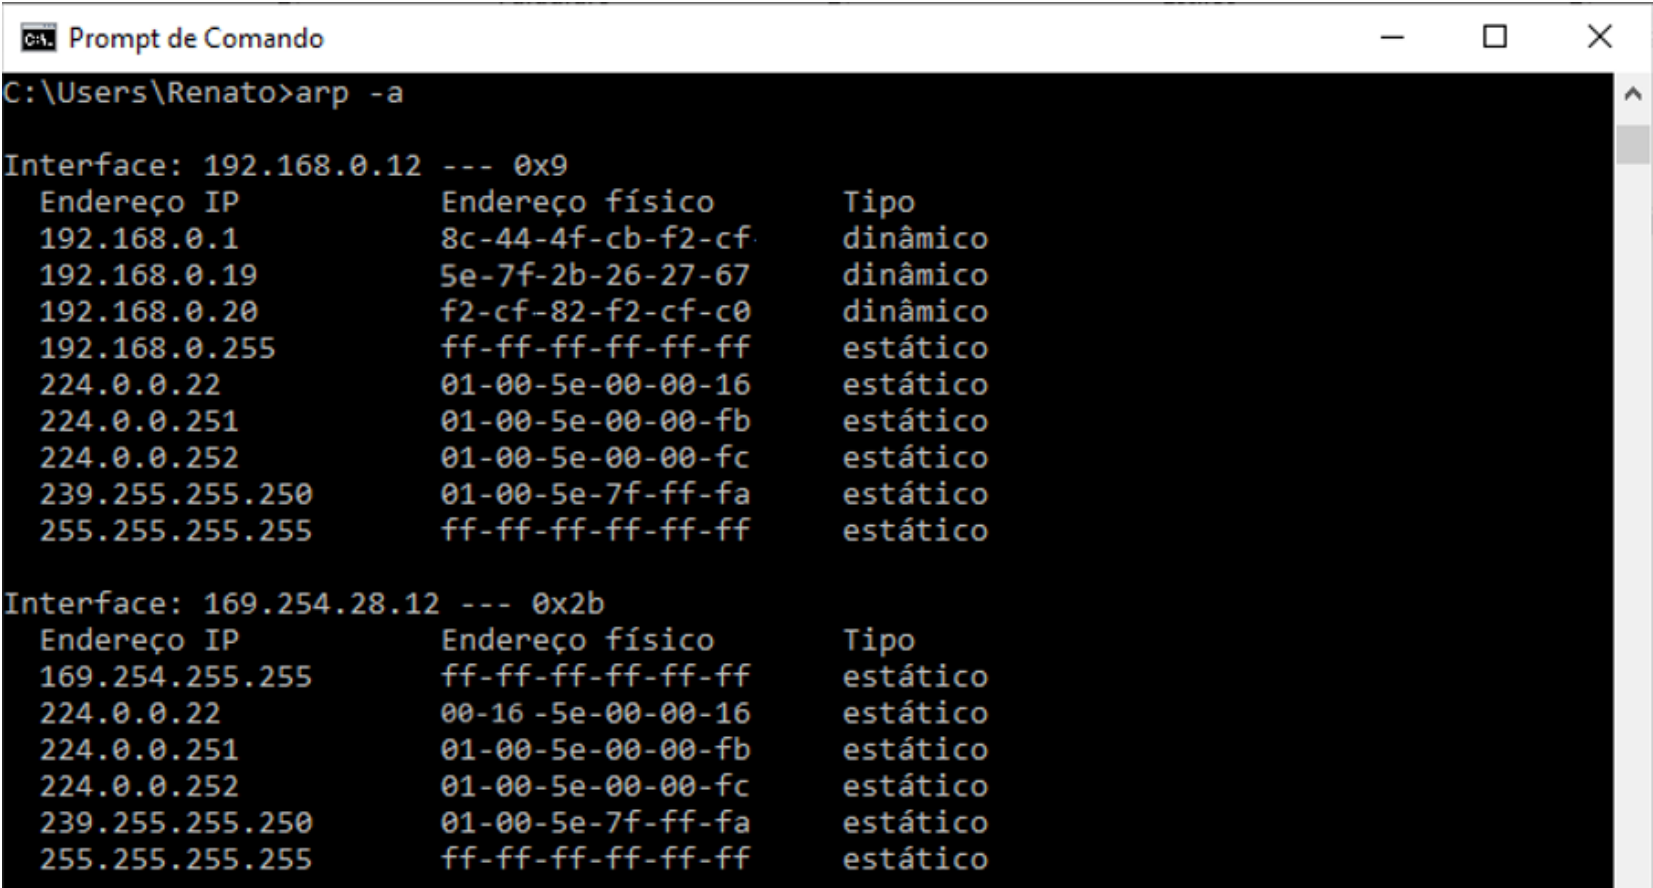 Prompt de Comando
C:\Users\Renato>arp -a
Interface: 192.168.0.12 --- 0x9
Endereço IP Endereço físico Tipo
192.168.0.1 8c-44-4f-cb-f2-cf dinâmico
192.168.0.19 5e-7f-2b-26-27-67 dinâmico
192.168.0.20 f2-cf-82-f2-cf-c0 dinâmico
192.168.0.255 ff-ff-ff-ff-ff-ff estático
224.0.0.22 01-00-5e-00-00-16 estático
224.0.0.251 01-00-5e-00-00-fb estático
224.0.0.252 01-00-5e-00-00-fc estático
239.255.255.250 01-00-5e-7f-ff-fa estático
255.255.255.255 ff-ff-ff-ff-ff-ff estático
Interface: 169.254.28.12 --- 0x2b
Endereço IP Endereço físico Tipo
169.254.255.255 ff-ff-ff-ff-ff-ff estático
224.0.0.22 00-16 -5e-00-00-16 estático
224.0.0.251 01-00-5e-00-00-fb estático
224.0.0.252 01-00-5e-00-00-fc estático
239.255.255.250 01-00-5e-7f-ff-fa estático
255.255.255.255 ff-ff-ff-ff-ff-ff estático